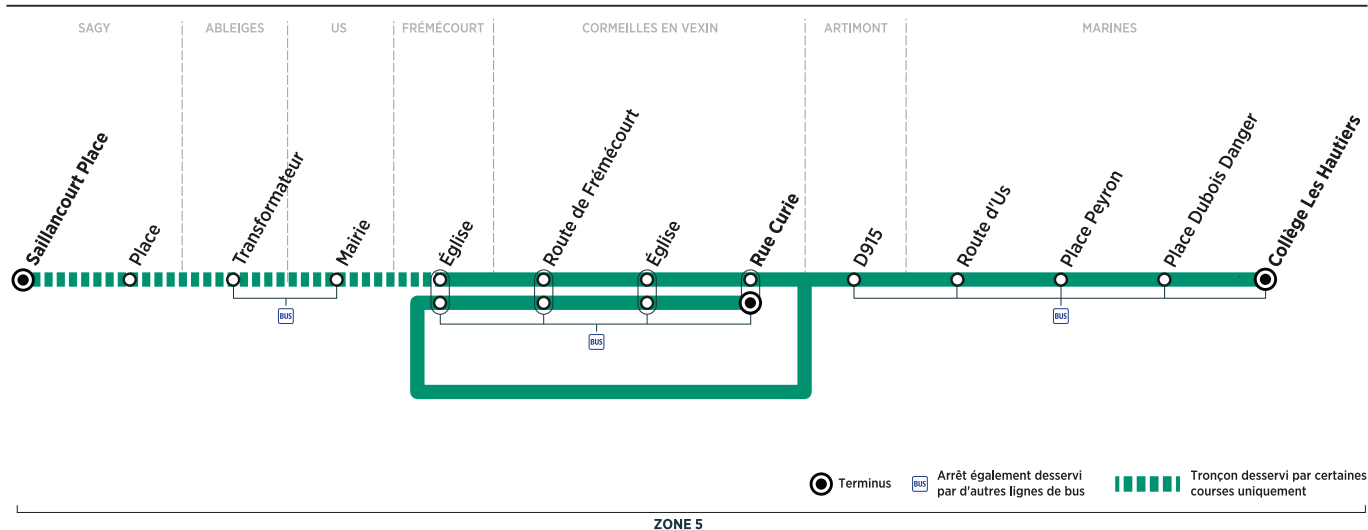 SAGY
ABLEIGES
US
FRÉMÉCOURT
CORMEILLES EN VEXIN
ARTIMONT
MARINES
Saillancourt Place
Place
Transformateur
Mairie
Église
Route de Frémécourt
Église
Rue Curie
D915
Route d'Us
Place Peyron
Place Dubois Danger
Collège Les Hautiers
BUS
BUS
BUS
Terminus
BUS
Arrêt également desservi
par d'autres lignes de bus
Tronçon desservi par certaines
courses uniquement
ZONE 5